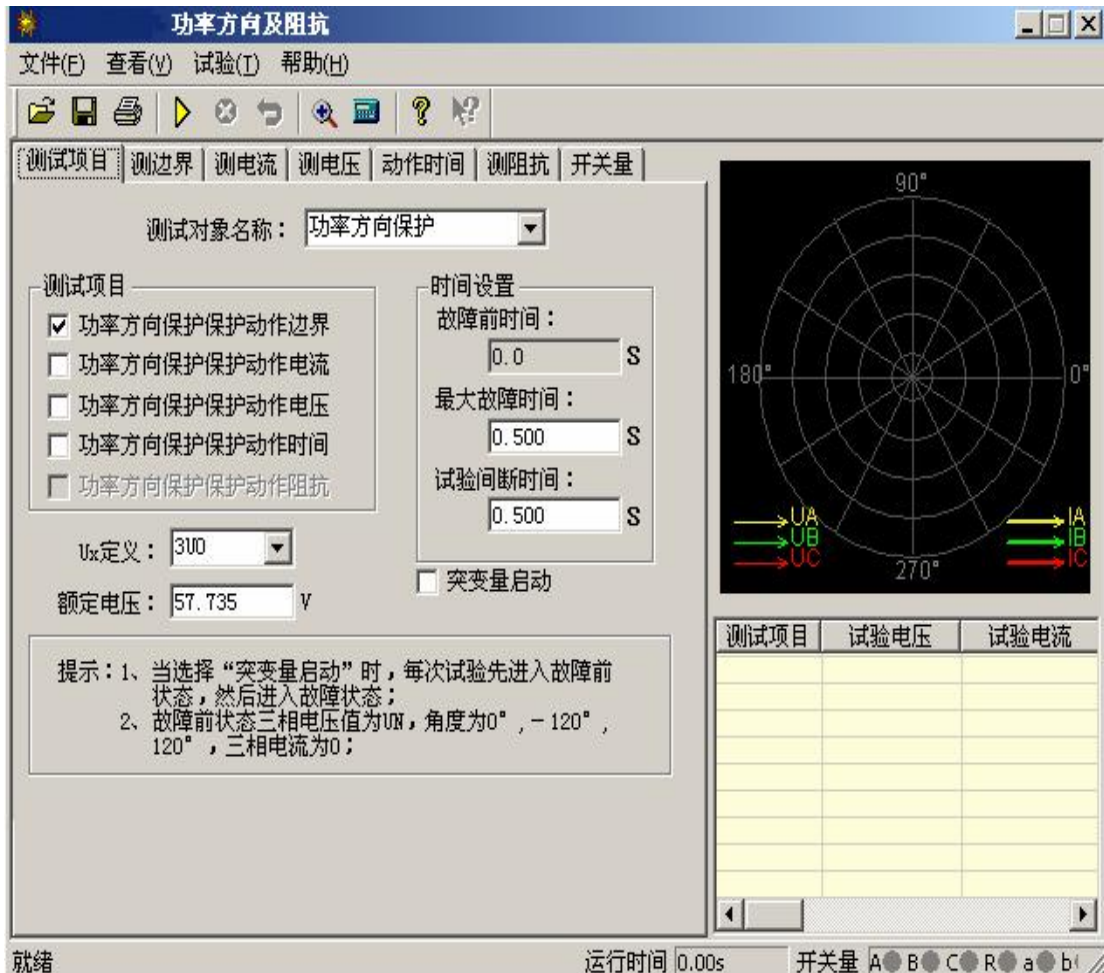 功率方向及阻抗
文件(F) 查看(V) 试验(T) 帮助(H)
测试项目 测边界 测电流 测电压 动作时间 测阻抗 开关量
测试对象名称： 功率方向保护
测试项目
功率方向保护保护动作边界
功率方向保护保护动作电流
功率方向保护保护动作电压
功率方向保护保护动作时间
功率方向保护保护动作阻抗
Ux定义： 3U0
额定电压： 57.735 V
时间设置
故障前时间：
0.0 S
最大故障时间：
0.500 S
试验间断时间：
0.500 S
突变量启动
提示：1、当选择“突变量启动”时，每次试验先进入故障前
状态，然后进入故障状态；
2、故障前状态三相电压值为UN，角度为0°,－120°,
120°，三相电流为0；
90°
180° 0°
270°
UA IA
UB IB
UC IC
测试项目 试验电压 试验电流
就绪 运行时间 0.00s 开关量 A B C R a b